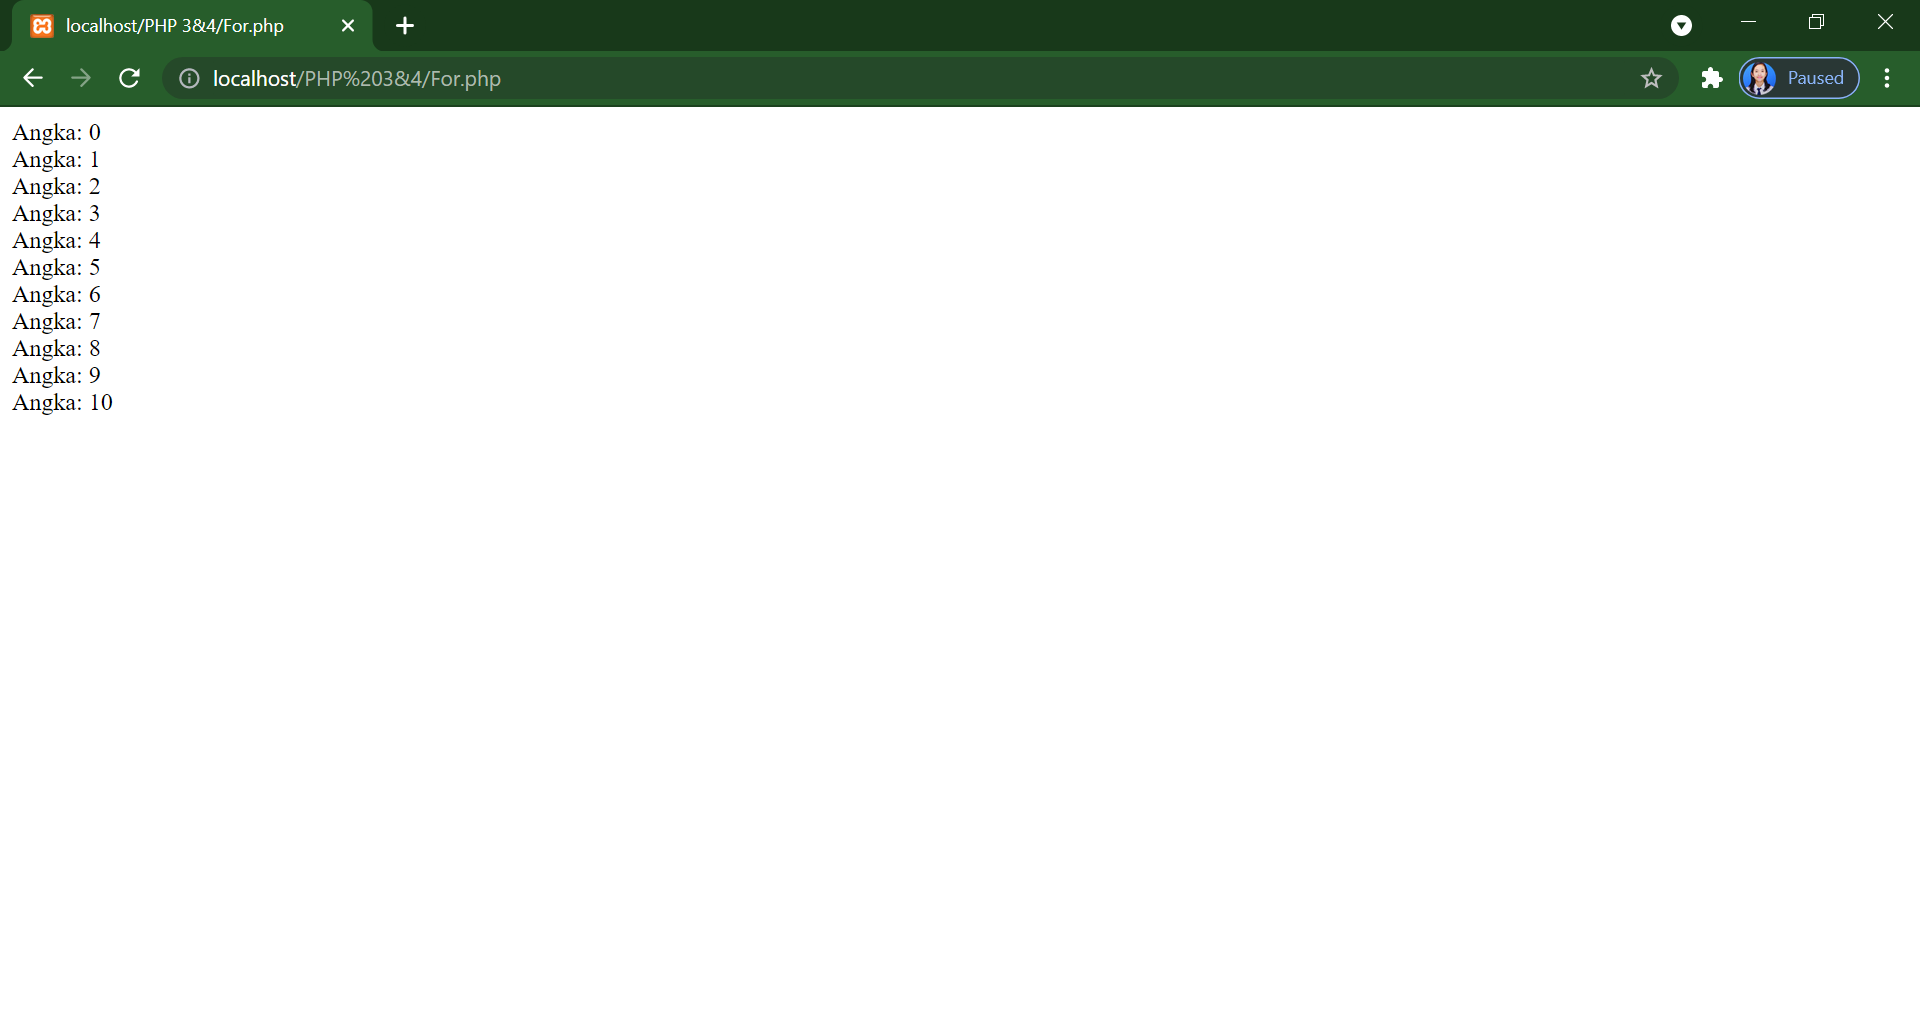 localhost/PHP 3&4/For.php
localhost/PHP%203&4/For.php
Paused
Angka: 0
Angka: 1
Angka: 2
Angka: 3
Angka: 4
Angka: 5
Angka: 6
Angka: 7
Angka: 8
Angka: 9
Angka: 10